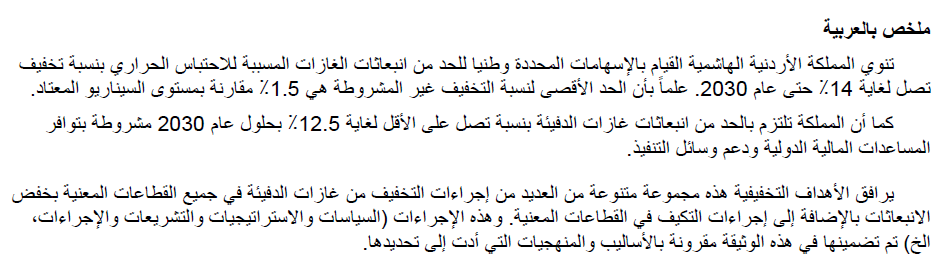 ملخص بالعربية
تنوي المملكة الأردنية الهاشمية القيام بالإسهامات المحددة وطنيا للحد من انبعاثات الغازات المسببة للاحتباس الحراري بنسبة تخفيف
تصل لغاية 14٪ حتى عام 2030. علماً بأن الحد الأقصى لنسبة التخفيف غير المشروطة هي 1.5٪ مقارنة بمستوى السيناريو المعتاد.
كما أن المملكة تلتزم بالحد من انبعاثات غازات الدفيئة بنسبة تصل على الأقل لغاية 12.5٪ بحلول عام 2030 مشروطة بتوافر
المساعدات المالية الدولية ودعم وسائل التنفيذ.
يرافق الأهداف التخفيفية هذه مجموعة متنوعة من العديد من إجراءات التخفيف من غازات الدفيئة في جميع القطاعات المعنية بخفض
الانبعاثات بالإضافة إلى إجراءات التكيف في القطاعات المعنية. وهذه الإجراءات (السياسات والاستراتيجيات والتشريعات والإجراءات،
الخ) تم تضمينها في هذه الوثيقة مقرونة بالأساليب والمنهجيات التي أدت إلى تحديدها.